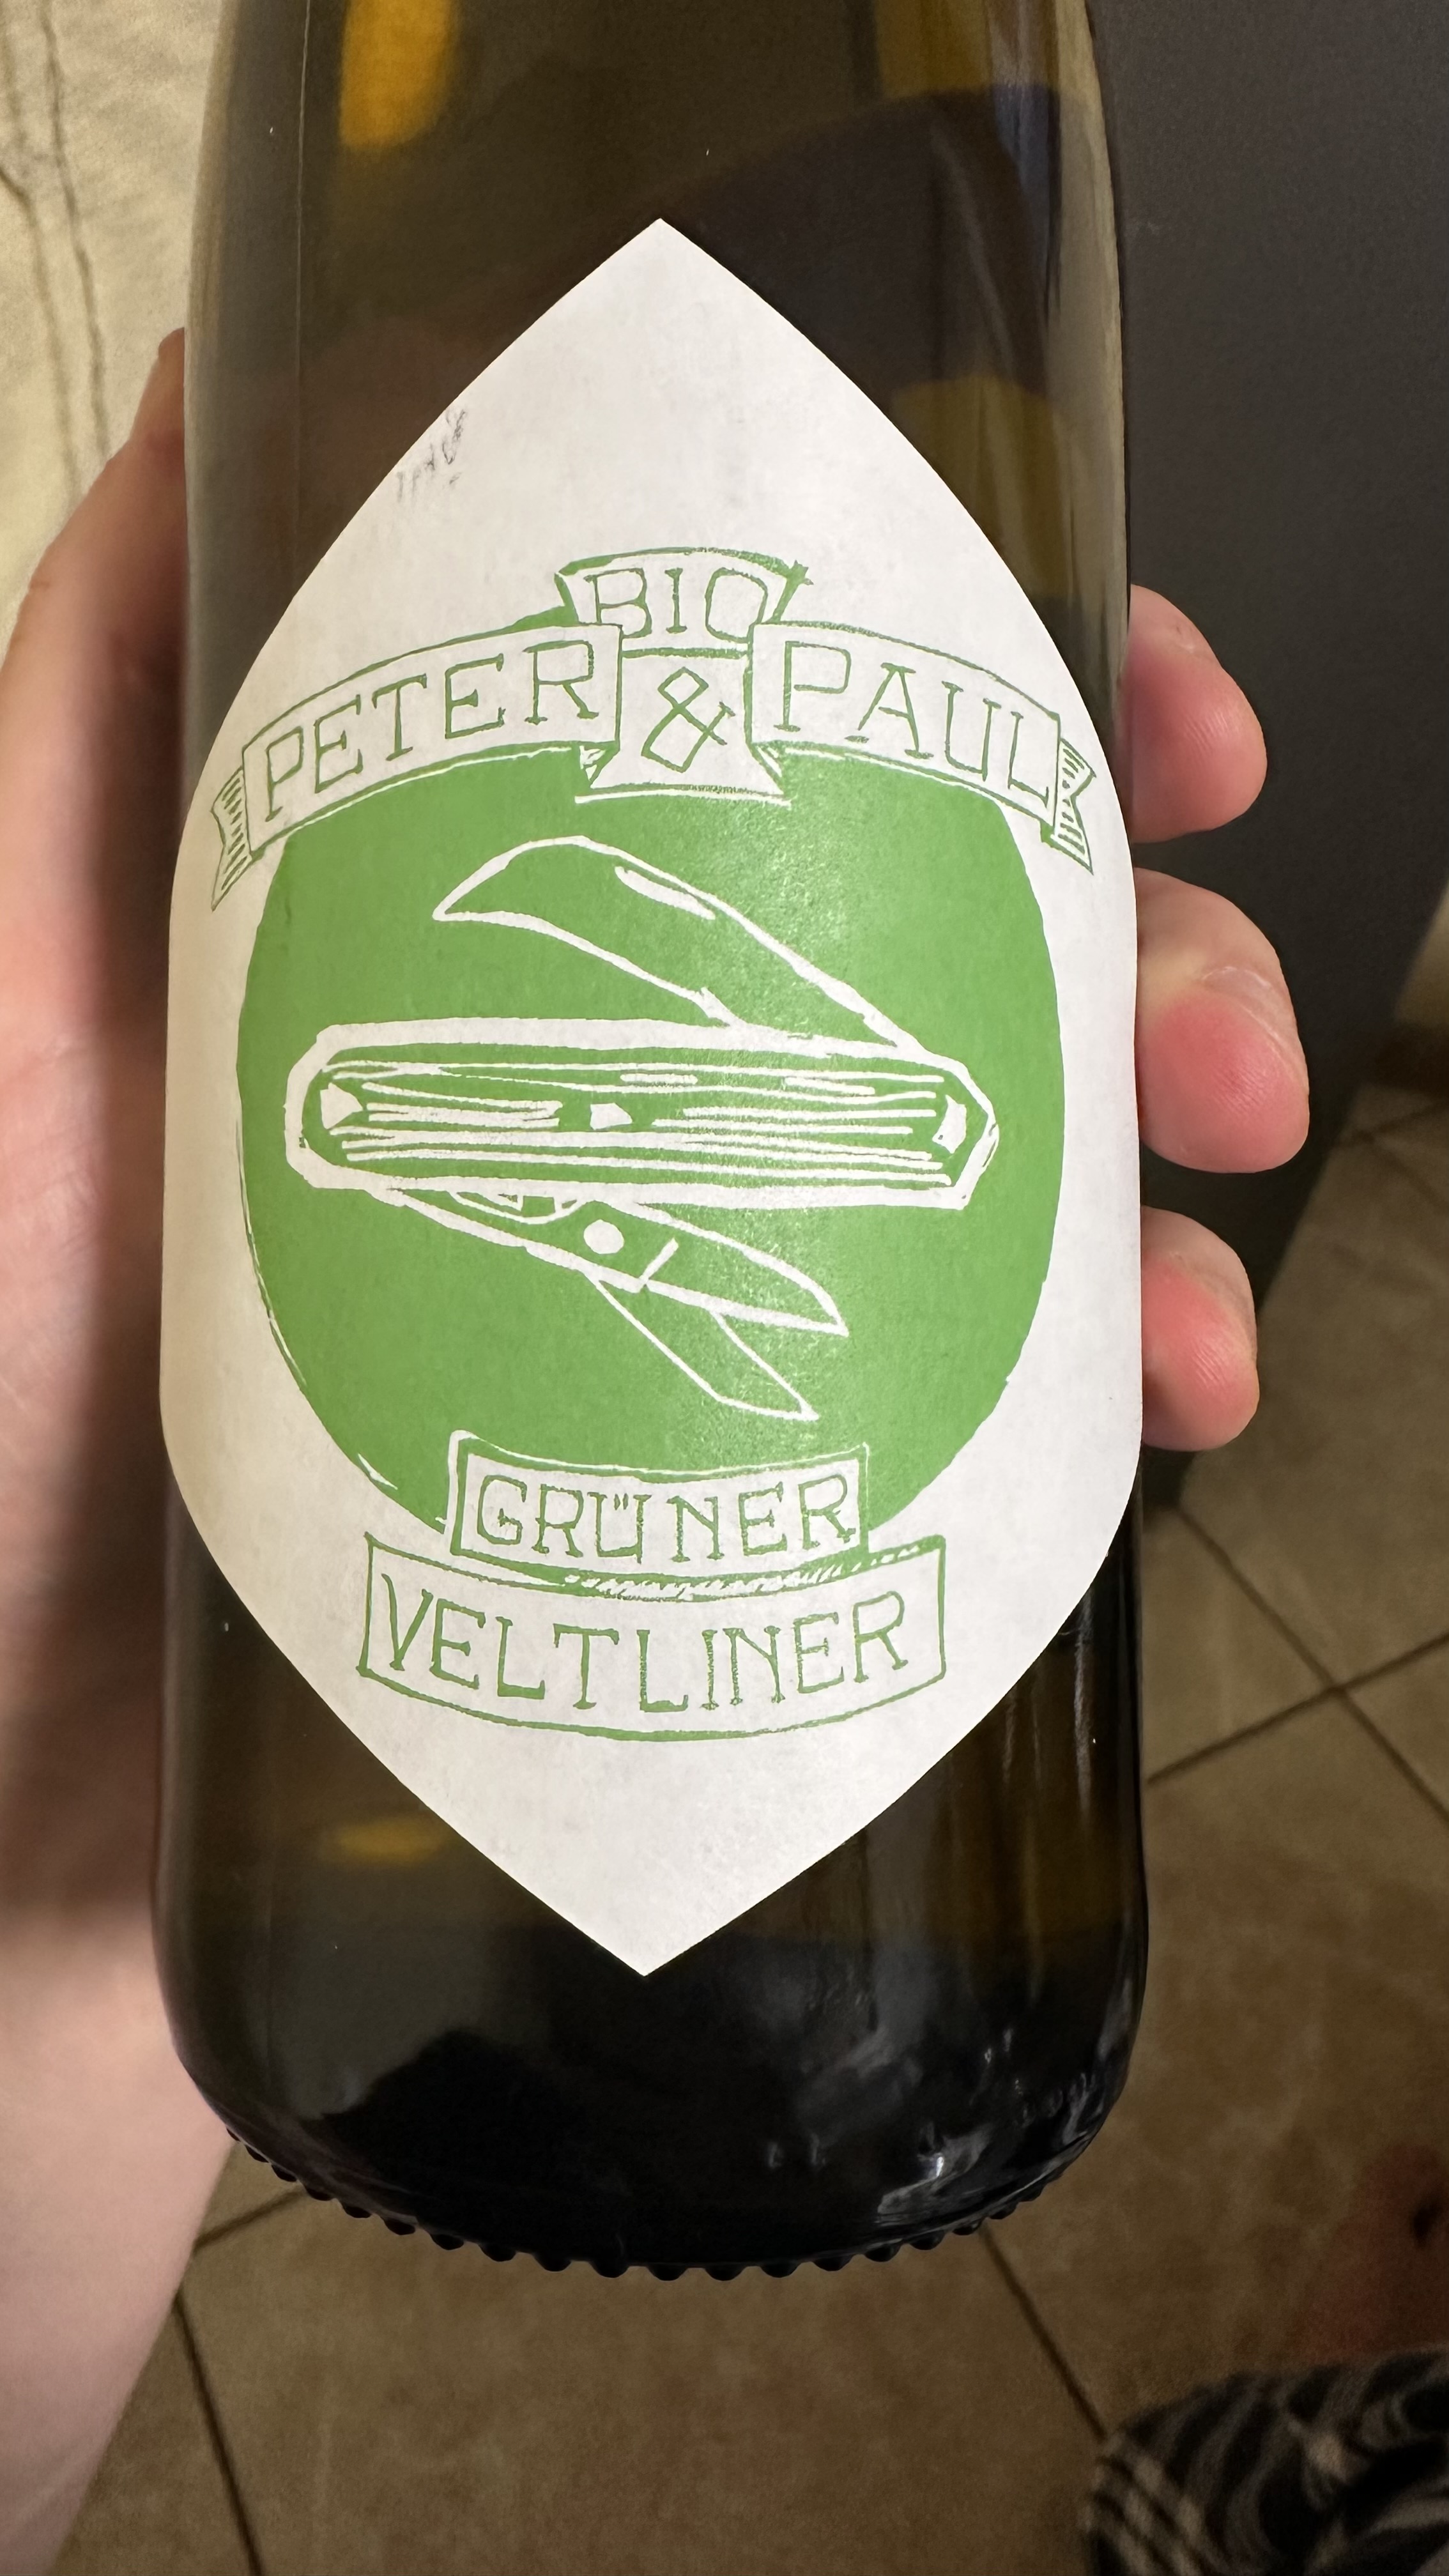 BIO
PETER & PAUL
GRÜNER
VELTLINER